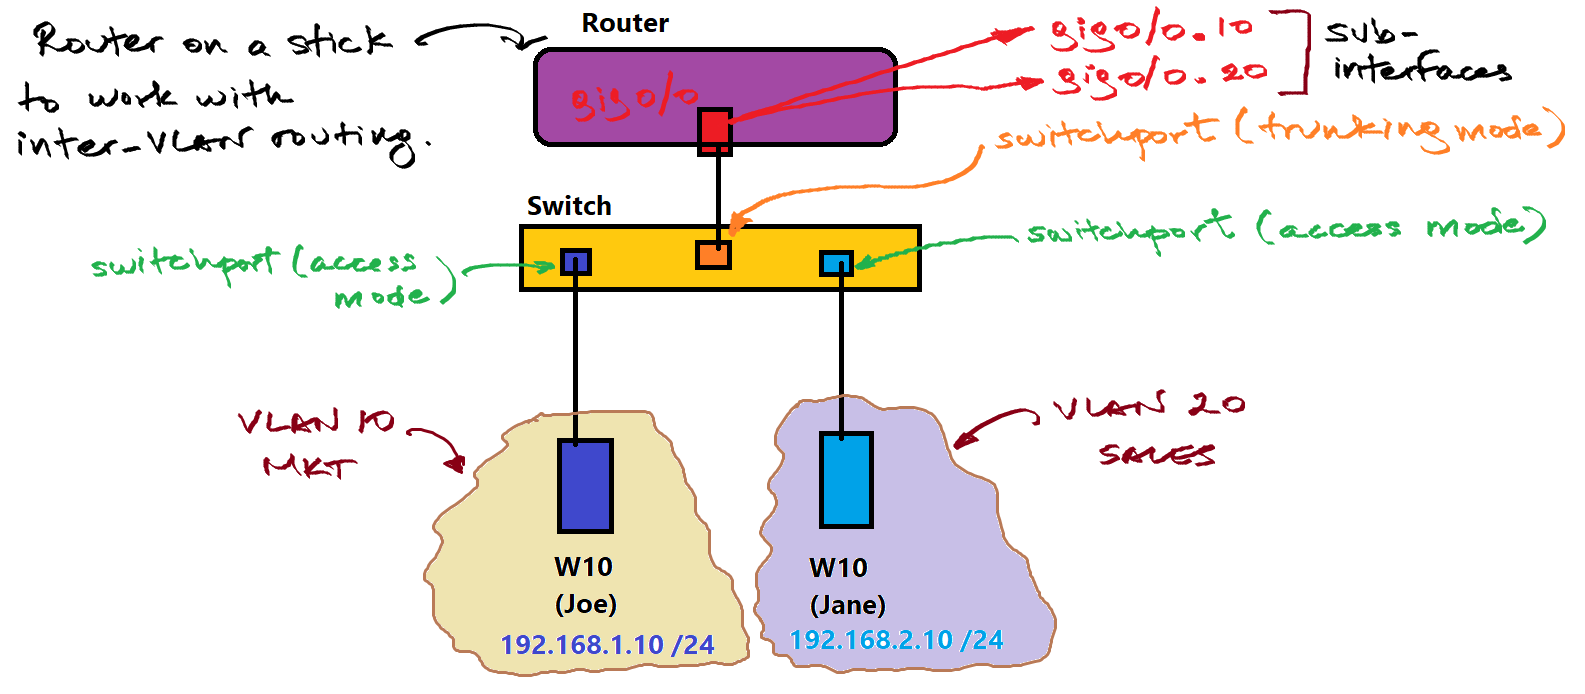 Router on a stick
to work with
inter-VLAN routing.
Router
gig0/0
gig0/0.10
gig0/0.20
sub-
interfaces
switchport (trunking mode)
Switch
switchport (access
mode)
switchport (access mode)
VLAN 10
MKT
VLAN 20
SALES
W10
(Joe)
192.168.1.10 /24
W10
(Jane)
192.168.2.10 /24